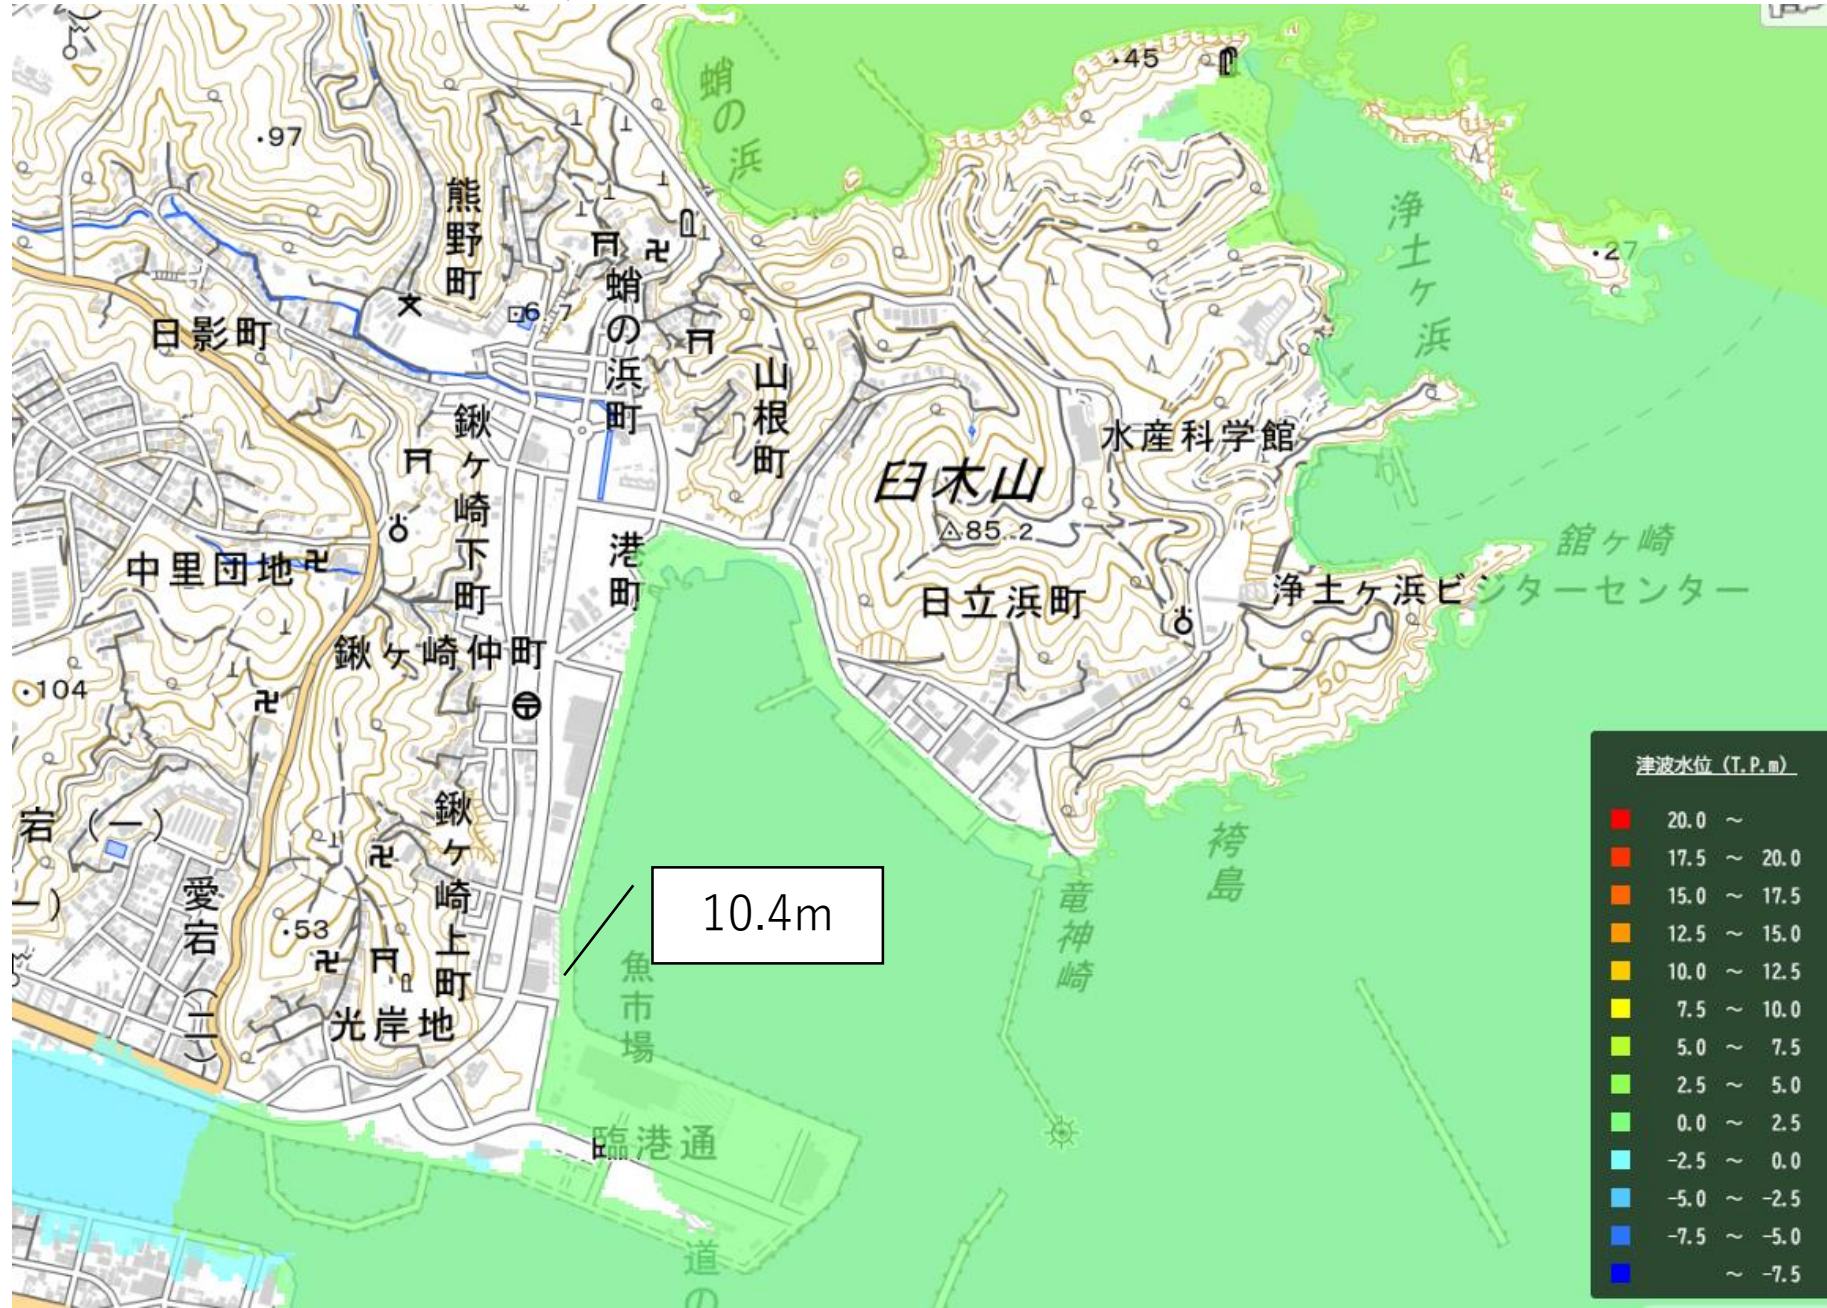 ・45
蛸の浜
・97
熊野町
浄土ヶ浜
・27
6.7
蛸の浜町
日影町
山根町
鍬ヶ崎下町
水産科学館
臼木山
85.2
港町
舘ヶ崎
中里団地
日立浜町
浄土ヶ浜ビジターセンター
鍬ヶ崎仲町
・104
50
鍬ヶ崎上町
宕（一）
袴島
愛宕（二）
竜神崎
10.4m
・53
魚市場
光岸地
臨港通
道の
津波水位（T.P.m）
20.0 ～
17.5 ～ 20.0
15.0 ～ 17.5
12.5 ～ 15.0
10.0 ～ 12.5
7.5 ～ 10.0
5.0 ～ 7.5
2.5 ～ 5.0
0.0 ～ 2.5
-2.5 ～ 0.0
-5.0 ～ -2.5
-7.5 ～ -5.0
～ -7.5